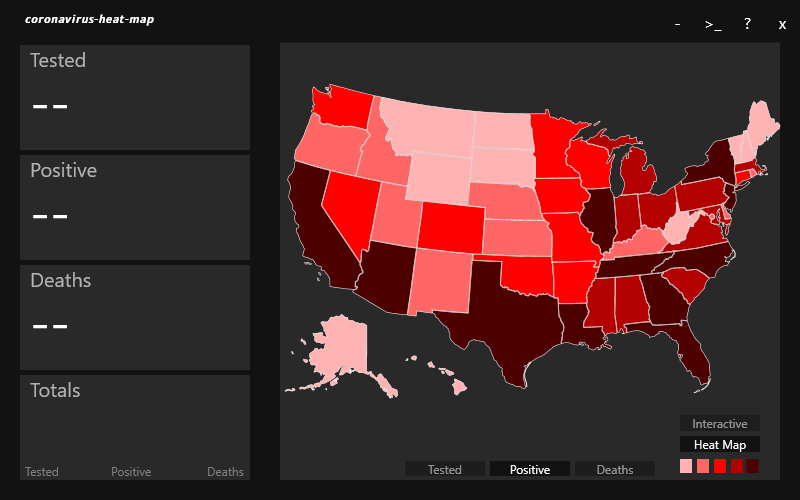 coronavirus-heat-map
- >_ ? x
Tested
--
Positive
--
Deaths
--
Totals
Tested Positive Deaths
Interactive
Heat Map
Tested Positive Deaths